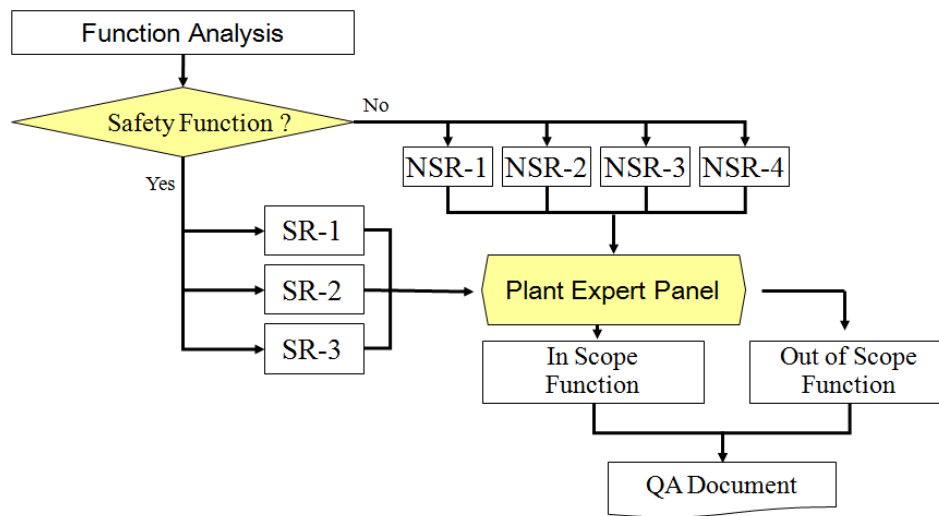 Function Analysis
Safety Function ?
No
NSR-1 NSR-2 NSR-3 NSR-4
Yes
SR-1
SR-2
SR-3
Plant Expert Panel
In Scope
Function
Out of Scope
Function
QA Document